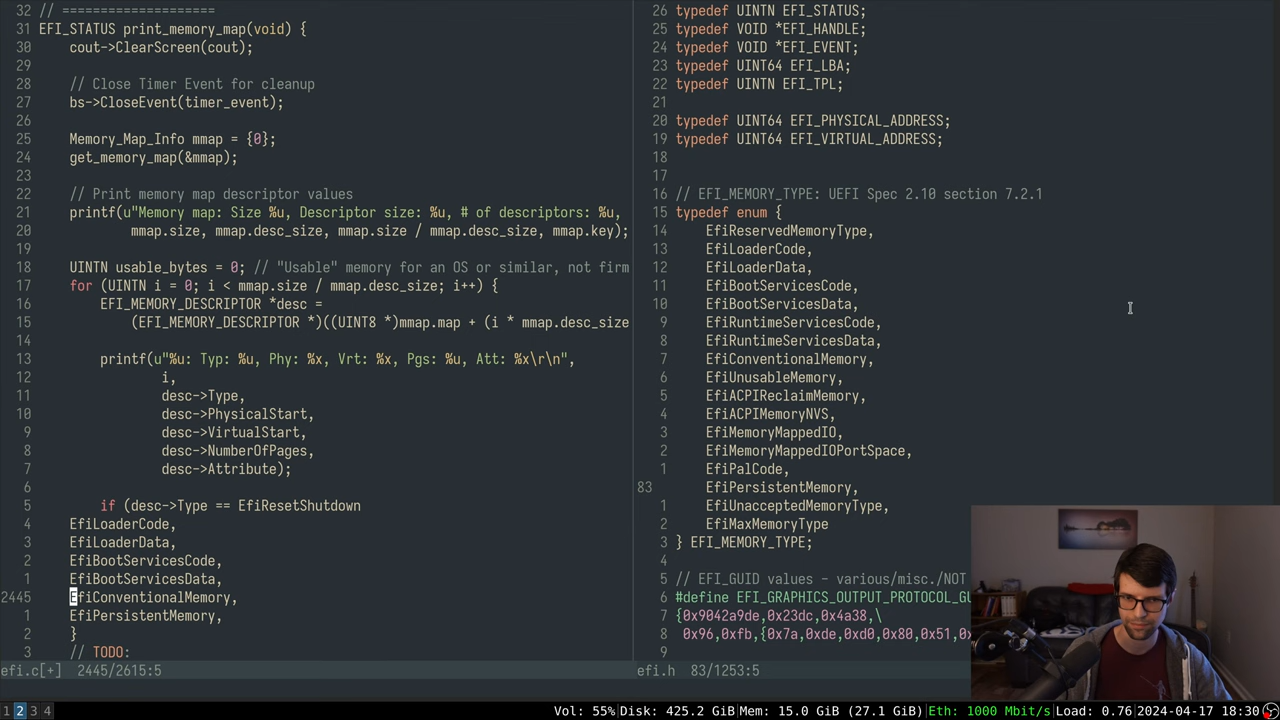 32 // ====================
31 EFI_STATUS print_memory_map(void) {
30     cout->ClearScreen(cout);
29
28     // Close Timer Event for cleanup
27     bs->CloseEvent(timer_event);
26
25     Memory_Map_Info mmap = {0};
24     get_memory_map(&mmap);
23
22     // Print memory map descriptor values
21     printf(u"Memory map: Size %u, Descriptor size: %u, # of descriptors: %u,
20             mmap.size, mmap.desc_size, mmap.size / mmap.desc_size, mmap.key);
19
18     UINTN usable_bytes = 0; // "Usable" memory for an OS or similar, not firm
17     for (UINTN i = 0; i < mmap.size / mmap.desc_size; i++) {
16         EFI_MEMORY_DESCRIPTOR *desc =
15             (EFI_MEMORY_DESCRIPTOR *)((UINT8 *)mmap.map + (i * mmap.desc_size
14
13         printf(u"%u: Typ: %u, Phy: %x, Vrt: %x, Pgs: %u, Att: %x\r\n",
12                 i,
11                 desc->Type,
10                 desc->PhysicalStart,
9                 desc->VirtualStart,
8                 desc->NumberOfPages,
7                 desc->Attribute);
6
5         if (desc->Type == EfiResetShutdown
4     EfiLoaderCode,
3     EfiLoaderData,
2     EfiBootServicesCode,
1     EfiBootServicesData,
2445     EfiConventionalMemory,
1     EfiPersistentMemory,
2     }
3     // TODO:
efi.c[+]  2445/2615:5
26 typedef UINTN EFI_STATUS;
25 typedef VOID *EFI_HANDLE;
24 typedef VOID *EFI_EVENT;
23 typedef UINT64 EFI_LBA;
22 typedef UINTN EFI_TPL;
21
20 typedef UINT64 EFI_PHYSICAL_ADDRESS;
19 typedef UINT64 EFI_VIRTUAL_ADDRESS;
18
17
16 // EFI_MEMORY_TYPE: UEFI Spec 2.10 section 7.2.1
15 typedef enum {
14     EfiReservedMemoryType,
13     EfiLoaderCode,
12     EfiLoaderData,
11     EfiBootServicesCode,
10     EfiBootServicesData,
9     EfiRuntimeServicesCode,
8     EfiRuntimeServicesData,
7     EfiConventionalMemory,
6     EfiUnusableMemory,
5     EfiACPIReclaimMemory,
4     EfiACPIMemoryNVS,
3     EfiMemoryMappedIO,
2     EfiMemoryMappedIOPortSpace,
1     EfiPalCode,
83     EfiPersistentMemory,
1     EfiUnacceptedMemoryType,
2     EfiMaxMemoryType
3 } EFI_MEMORY_TYPE;
4
5 // EFI_GUID values - various/misc./NOT
6 #define EFI_GRAPHICS_OUTPUT_PROTOCOL_GU
7 {0x9042a9de,0x23dc,0x4a38,\
8  0x96,0xfb,{0x7a,0xde,0xd0,0x80,0x51,0x
9
efi.h  83/1253:5
1 2 3 4
Vol: 55%|Disk: 425.2 GiB|Mem: 15.0 GiB (27.1 GiB)|Eth: 1000 Mbit/s|Load: 0.76|2024-04-17 18:30